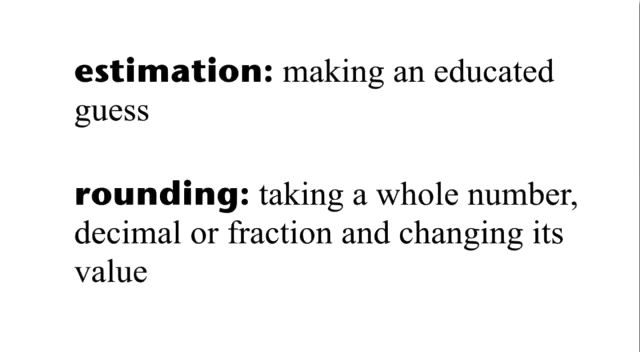 estimation: making an educated
guess
rounding: taking a whole number,
decimal or fraction and changing its
value